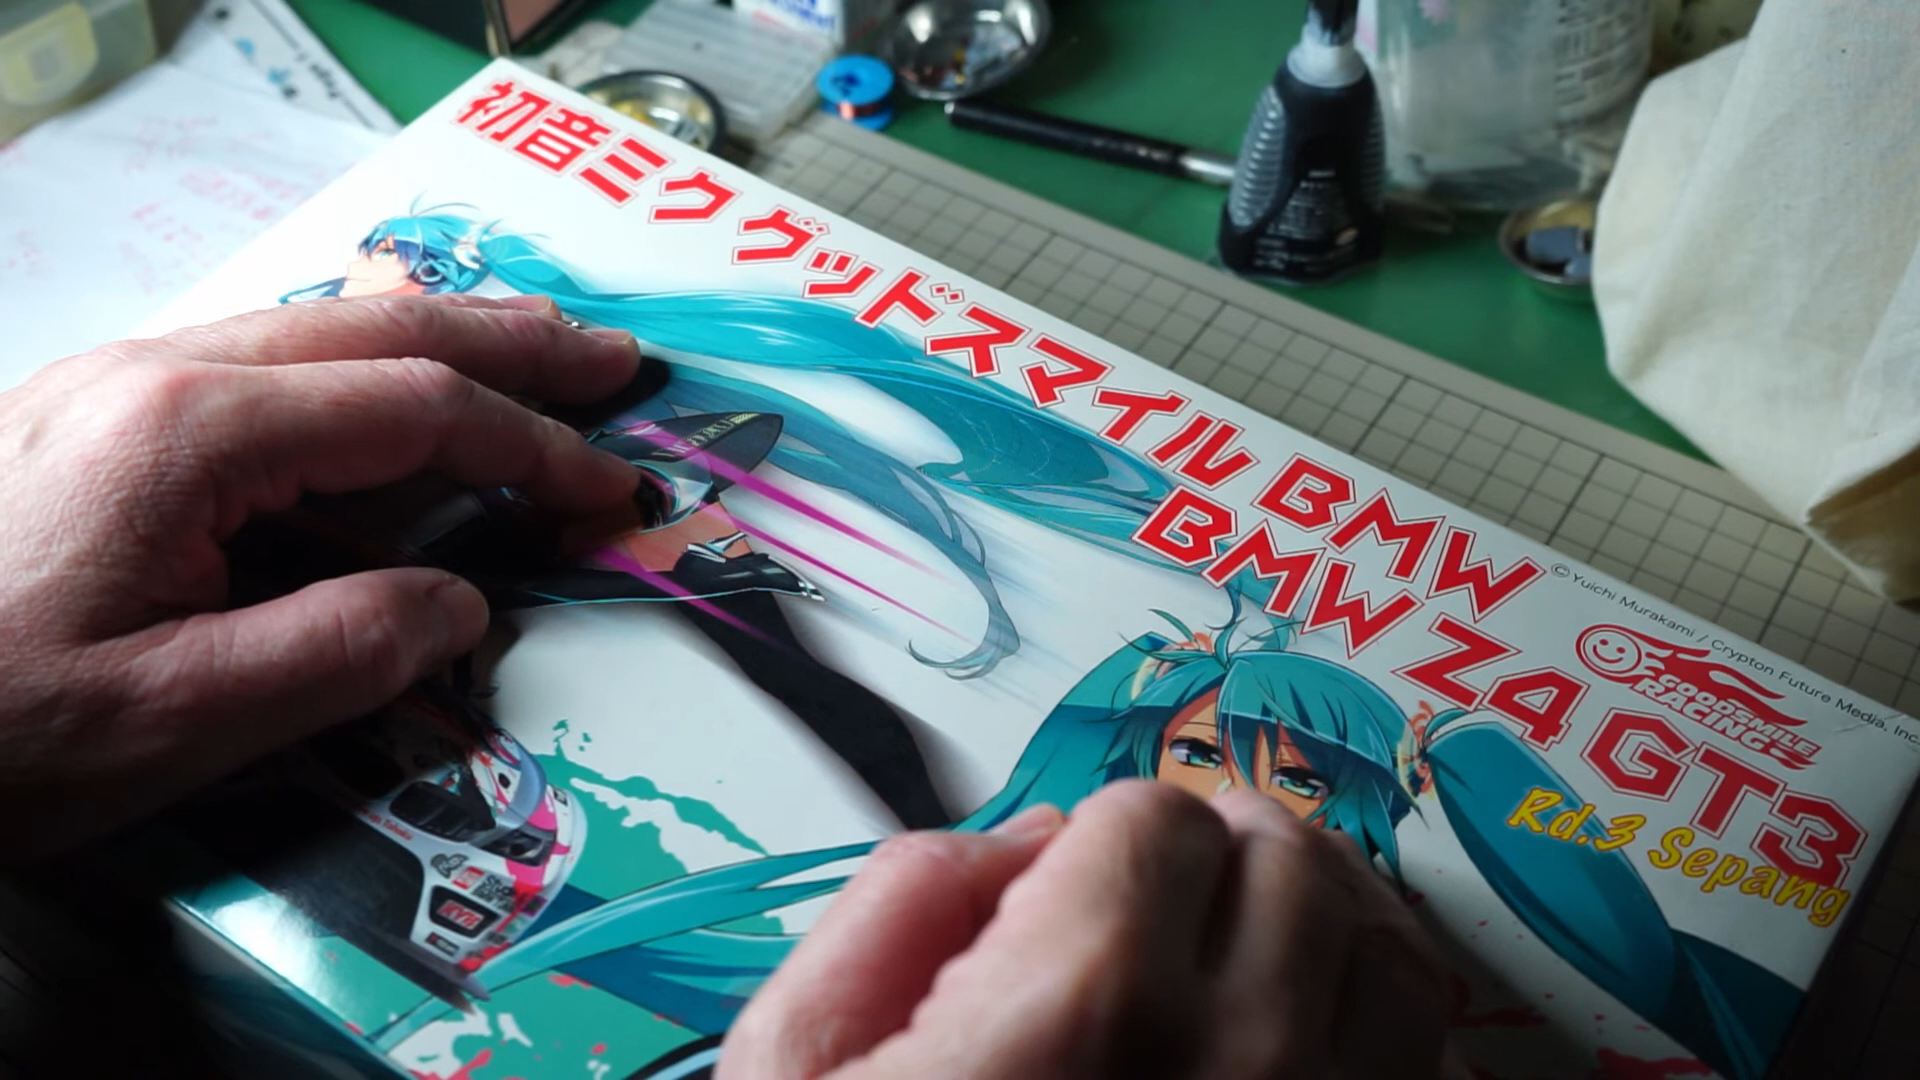 初音ミク グッドスマイル BMW
BMW Z4 GT3
©Yuichi Murakami / Crypton Future Media, Inc.
GOODSMILE
RACING
Rd.3 Sepang